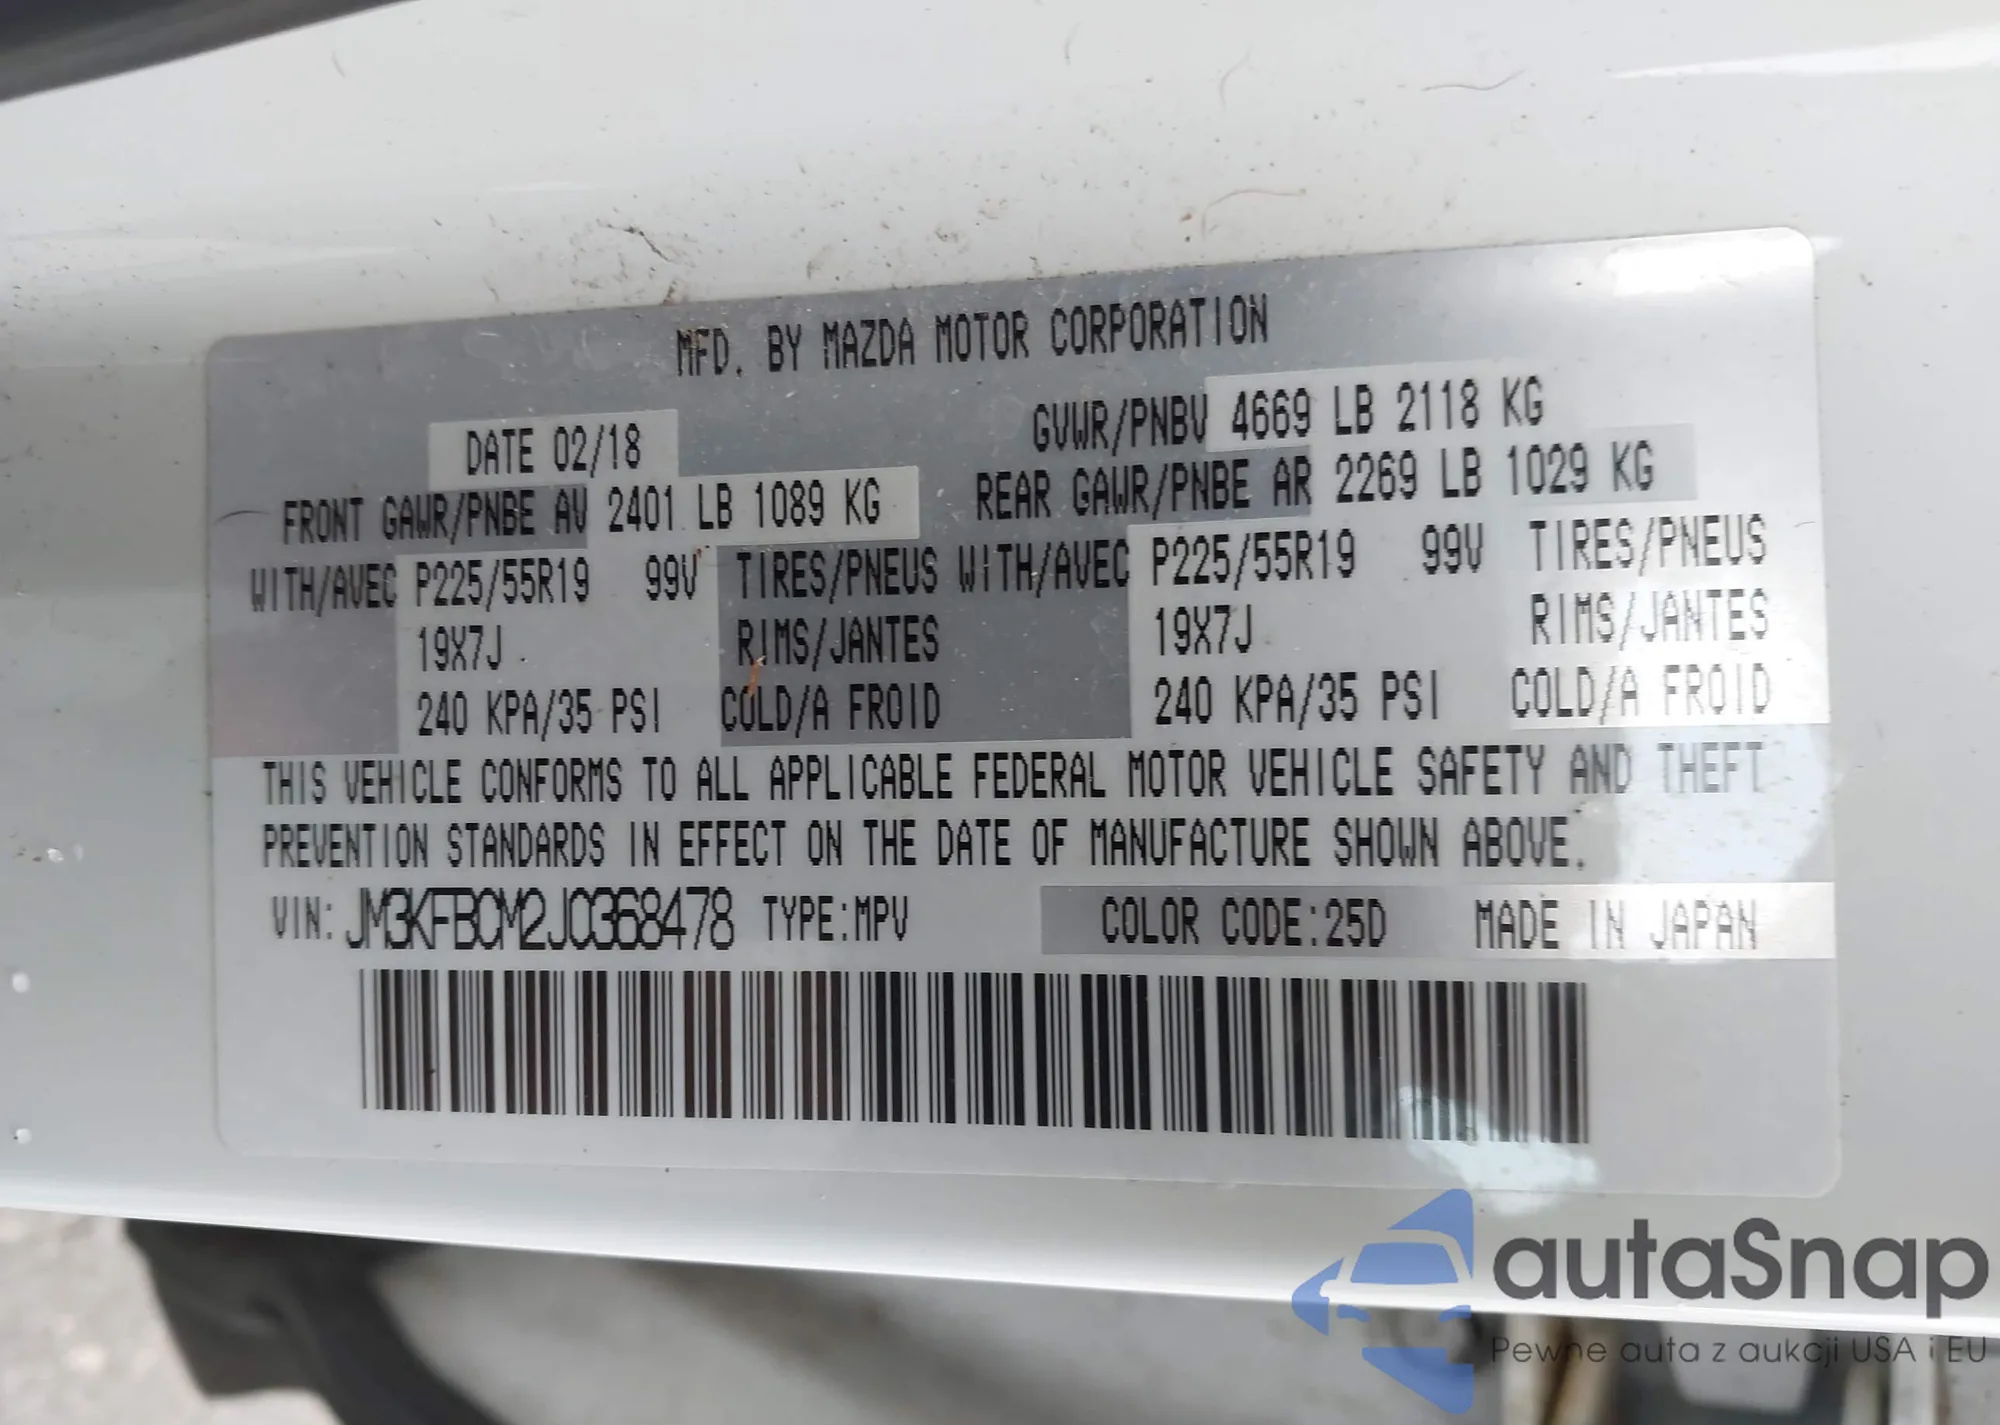 MFD. BY MAZDA MOTOR CORPORATION
DATE 02/18 GVWR/PNBV 4669 LB 2118 KG
FRONT GAWR/PNBE AV 2401 LB 1089 KG REAR GAWR/PNBE AR 2269 LB 1029 KG
WITH/AVEC P225/55R19 99V TIRES/PNEUS WITH/AVEC P225/55R19 99V TIRES/PNEUS
19X7J RIMS/JANTES 19X7J RIMS/JANTES
240 KPA/35 PSI COLD/A FROID 240 KPA/35 PSI COLD/A FROID
THIS VEHICLE CONFORMS TO ALL APPLICABLE FEDERAL MOTOR VEHICLE SAFETY AND THEFT
PREVENTION STANDARDS IN EFFECT ON THE DATE OF MANUFACTURE SHOWN ABOVE.
VIN: JM3KFBCM2J0368478 TYPE:MPV COLOR CODE:25D MADE IN JAPAN
autaSnap
Pewne auta z aukcji USA i EU